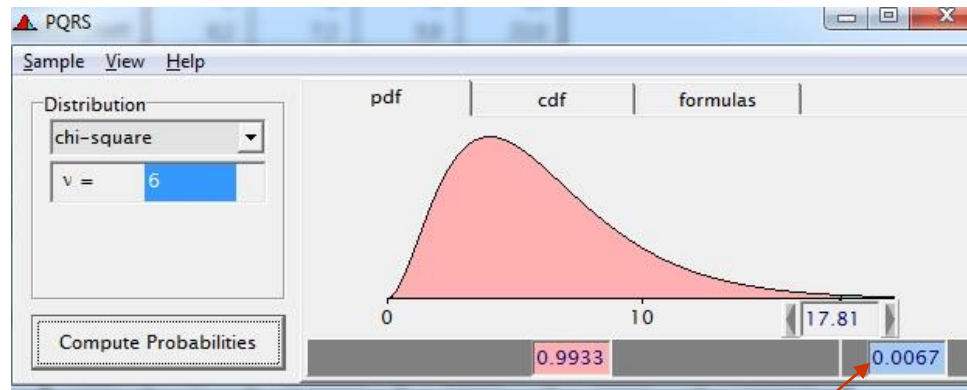 PQRS
Sample View Help
Distribution
chi-square
ν = 6
Compute Probabilities
pdf cdf formulas
0 10
17.81
0.9933 0.0067